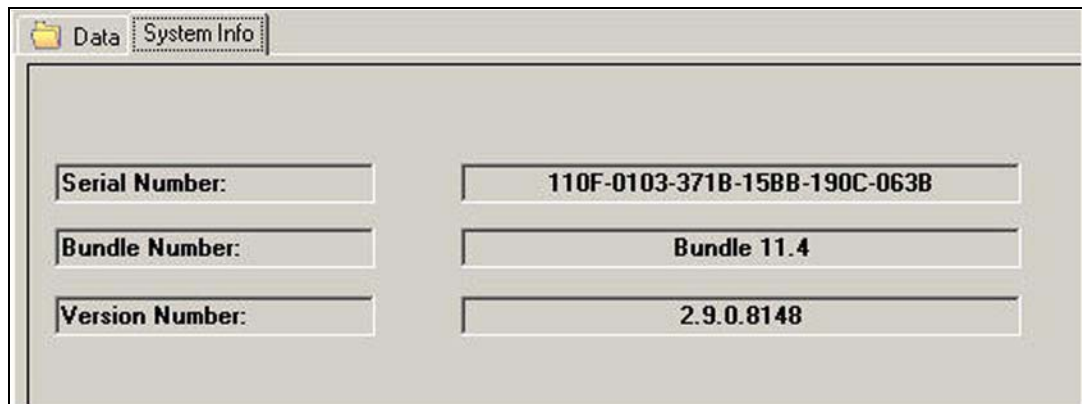 Data System Info
Serial Number: 110F-0103-371B-15BB-190C-063B
Bundle Number: Bundle 11.4
Version Number: 2.9.0.8148